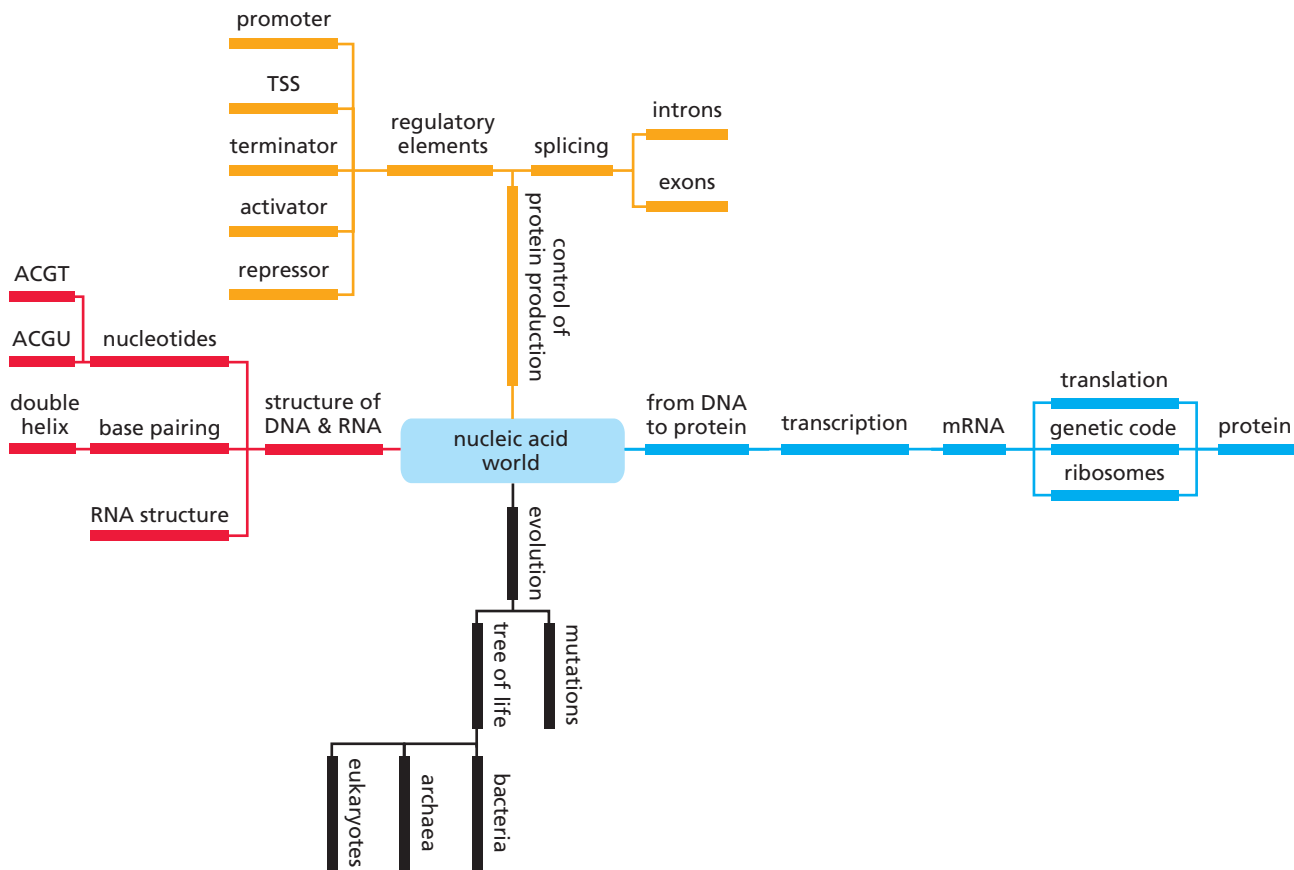 promoter
TSS
terminator
activator
repressor
regulatory
elements
splicing
introns
exons
control of
protein production
ACGT
ACGU
nucleotides
double
helix
base pairing
RNA structure
structure of
DNA & RNA
nucleic acid
world
from DNA
to protein
transcription
mRNA
translation
genetic code
ribosomes
protein
evolution
tree of life
mutations
eukaryotes
archaea
bacteria